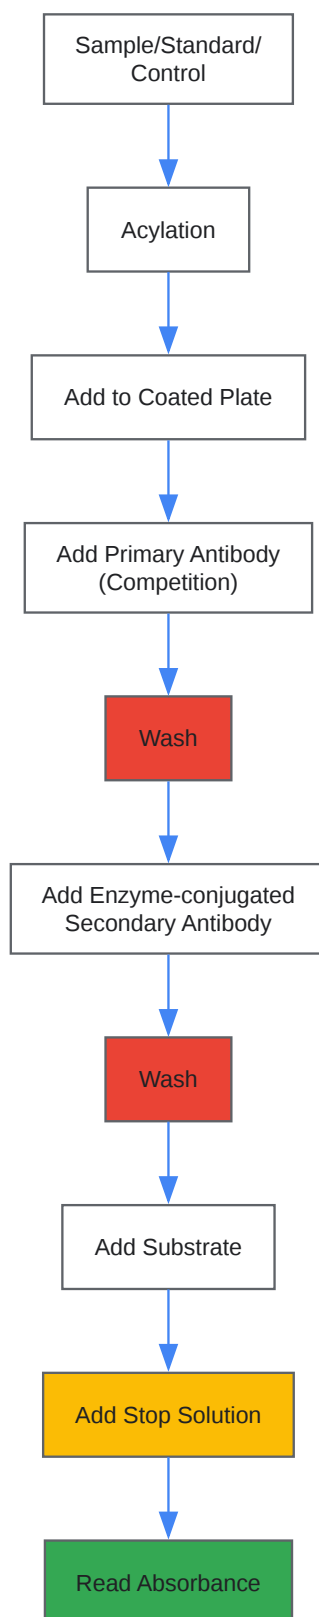 Sample/Standard/
Control
Acylation
Add to Coated Plate
Add Primary Antibody
(Competition)
Wash
Add Enzyme-conjugated
Secondary Antibody
Wash
Add Substrate
Add Stop Solution
Read Absorbance